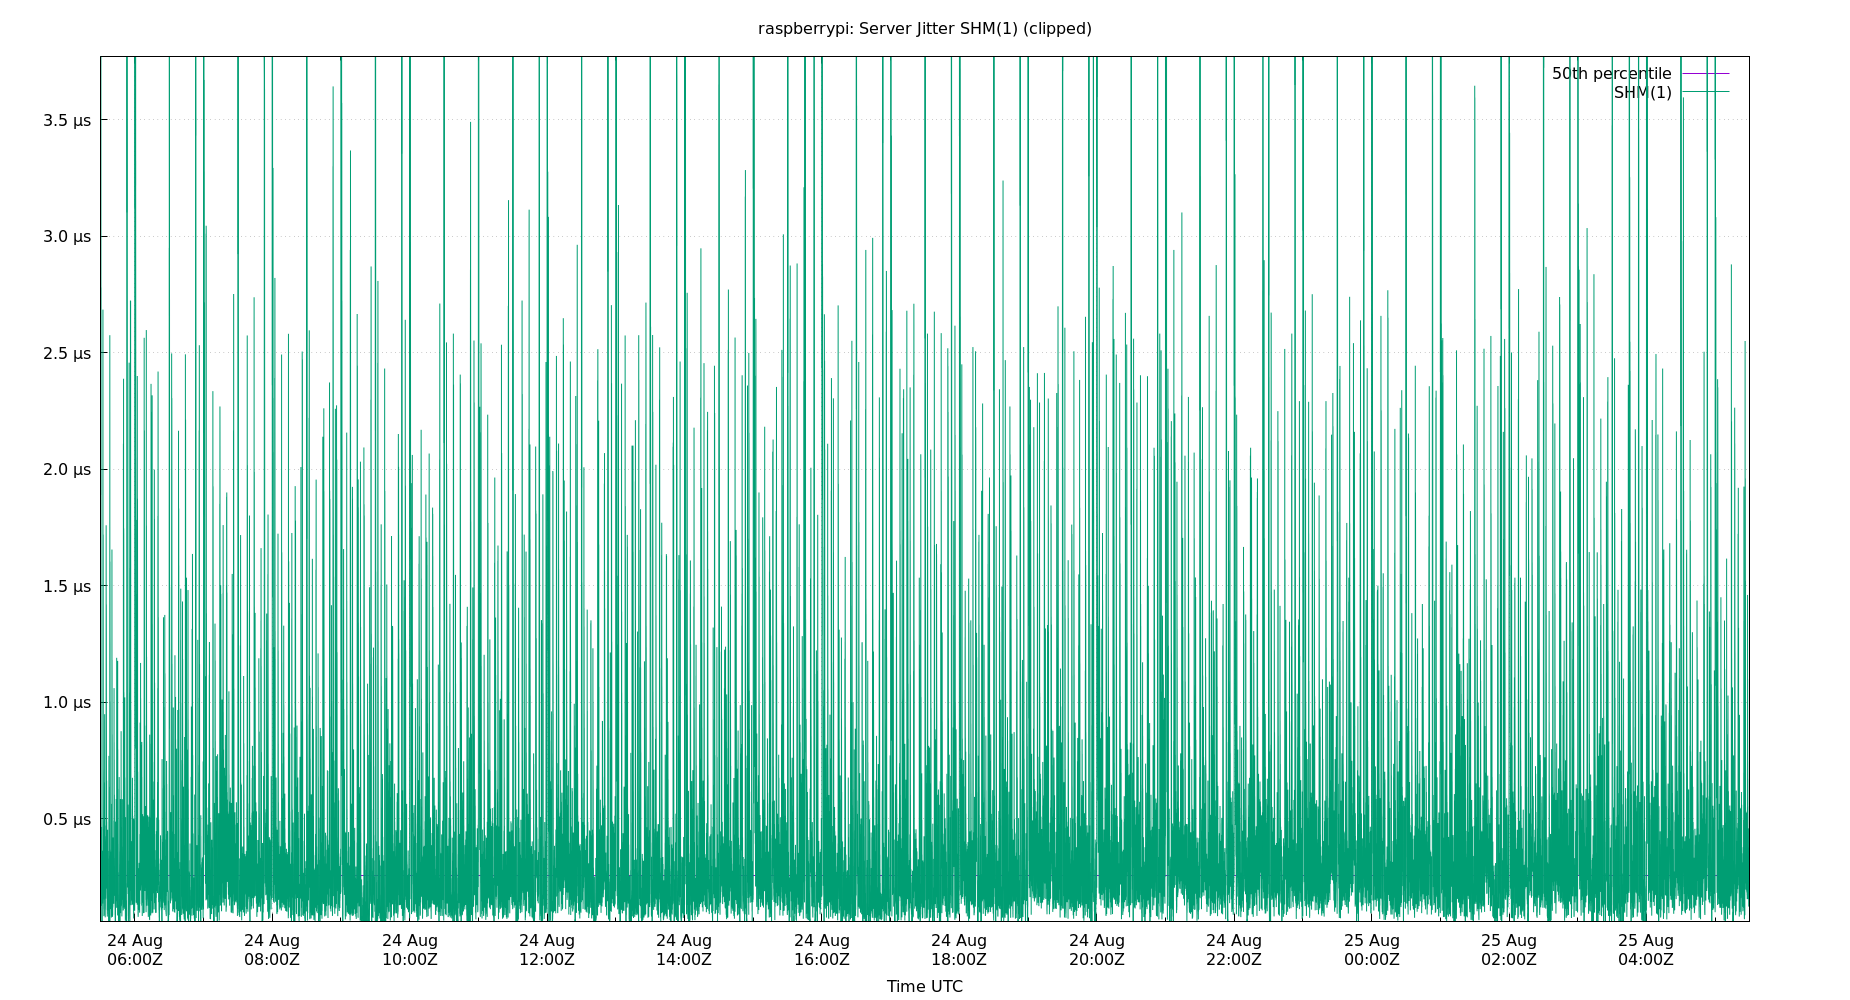 raspberrypi: Server Jitter SHM(1) (clipped)
50th percentile
SHM(1)
3.5 µs
3.0 µs
2.5 µs
2.0 µs
1.5 µs
1.0 µs
0.5 µs
24 Aug 24 Aug 24 Aug 24 Aug 24 Aug 24 Aug 24 Aug 24 Aug 24 Aug 25 Aug 25 Aug 25 Aug
06:00Z 08:00Z 10:00Z 12:00Z 14:00Z 16:00Z 18:00Z 20:00Z 22:00Z 00:00Z 02:00Z 04:00Z
Time UTC